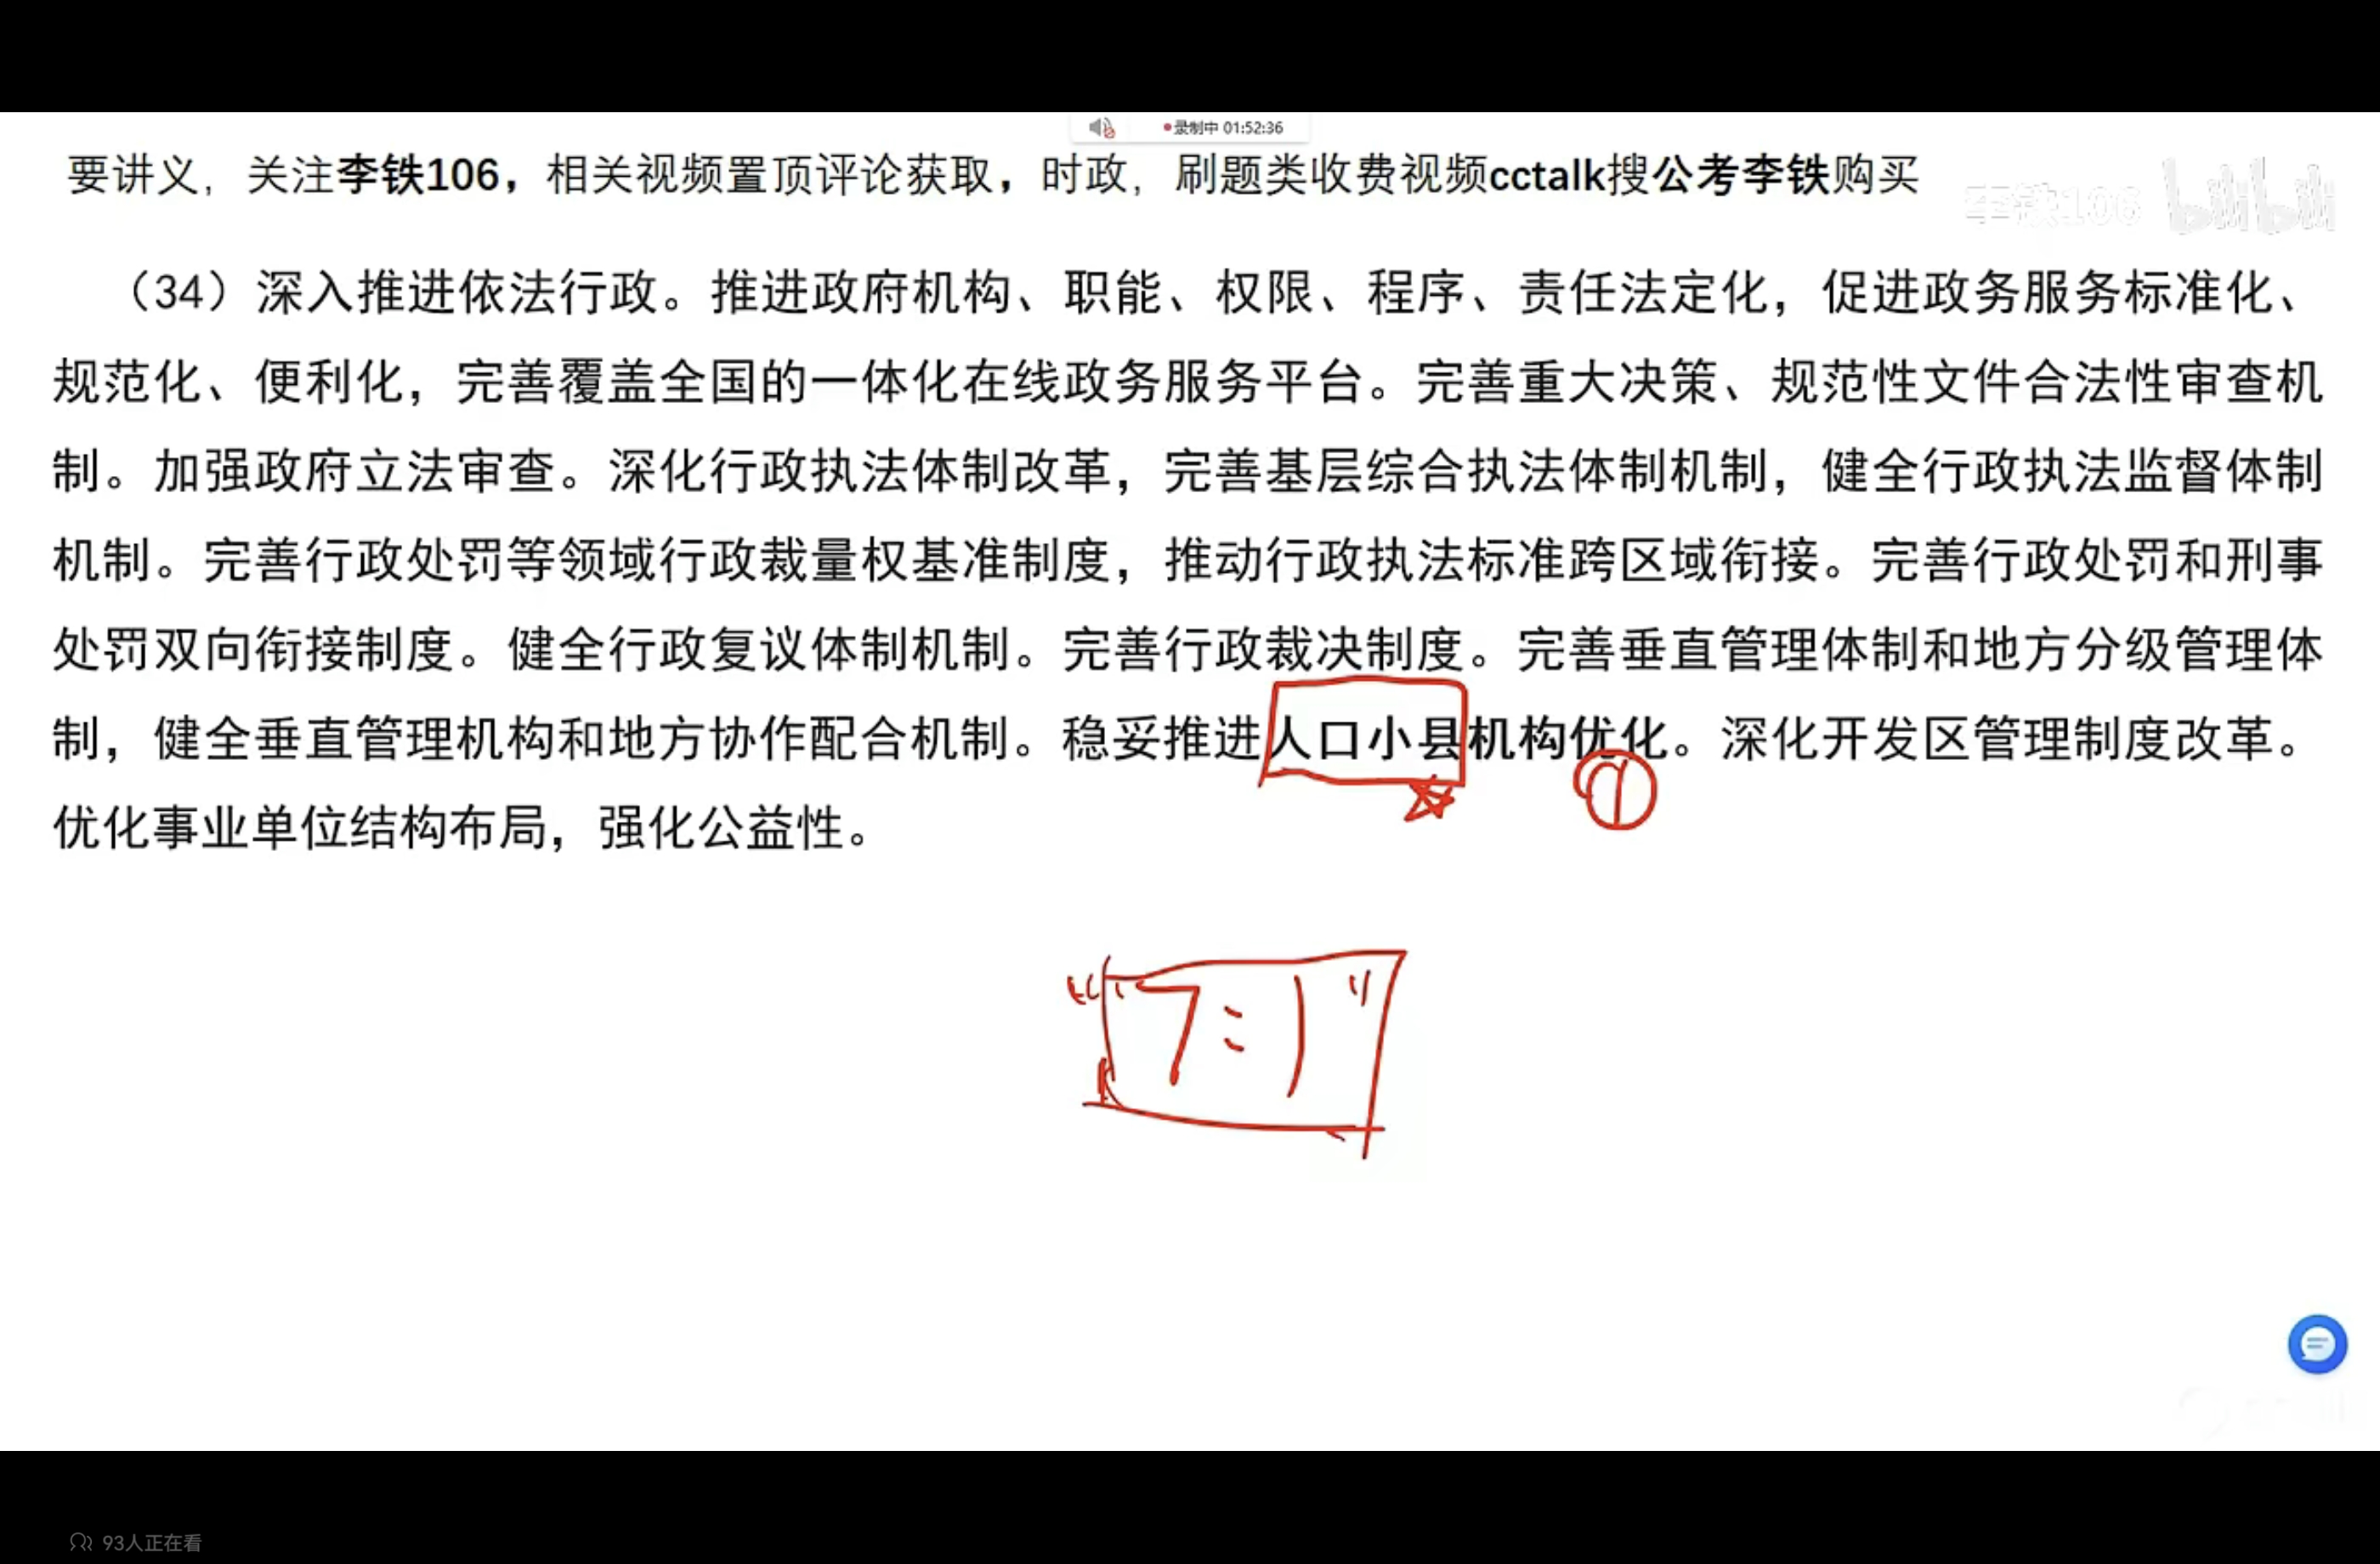 录制中 01:52:36
要讲义，关注李铁106，相关视频置顶评论获取，时政，刷题类收费视频cctalk搜公考李铁购买
李铁106 bilibili
（34）深入推进依法行政。推进政府机构、职能、权限、程序、责任法定化，促进政务服务标准化、
规范化、便利化，完善覆盖全国的一体化在线政务服务平台。完善重大决策、规范性文件合法性审查机
制。加强政府立法审查。深化行政执法体制改革，完善基层综合执法体制机制，健全行政执法监督体制
机制。完善行政处罚等领域行政裁量权基准制度，推动行政执法标准跨区域衔接。完善行政处罚和刑事
处罚双向衔接制度。健全行政复议体制机制。完善行政裁决制度。完善垂直管理体制和地方分级管理体
制，健全垂直管理机构和地方协作配合机制。稳妥推进人口小县机构优化。深化开发区管理制度改革。
①
优化事业单位结构布局，强化公益性。
“7:1”
93人正在看